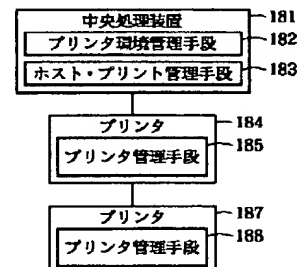 中央処理装置 181
プリンタ環境管理手段 182
ホスト・プリント管理手段 183
プリンタ 184
プリンタ管理手段 185
プリンタ 187
プリンタ管理手段 188